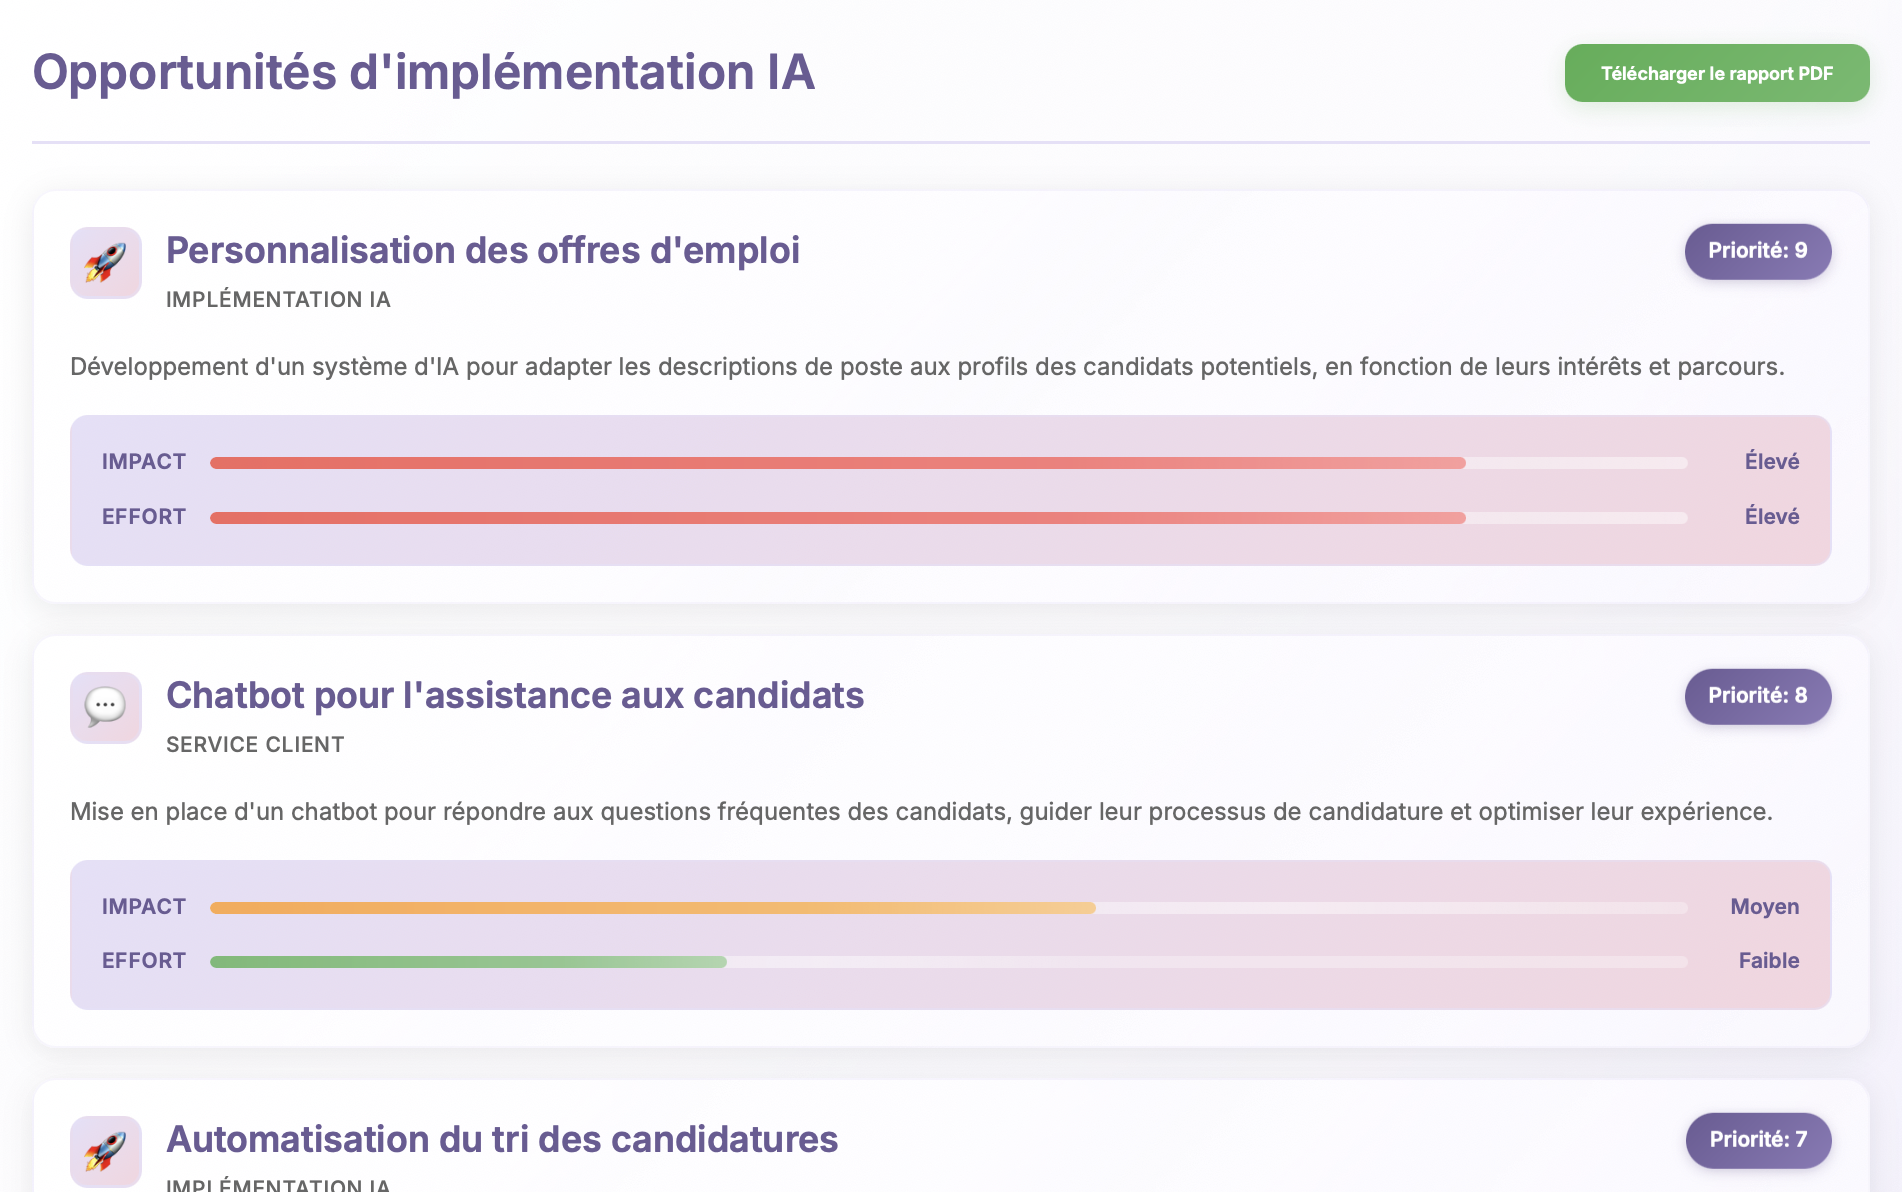 Opportunités d'implémentation IA
Télécharger le rapport PDF
Personnalisation des offres d'emploi
Priorité: 9
IMPLÉMENTATION IA
Développement d'un système d'IA pour adapter les descriptions de poste aux profils des candidats potentiels, en fonction de leurs intérêts et parcours.
IMPACT
Élevé
EFFORT
Élevé
Chatbot pour l'assistance aux candidats
Priorité: 8
SERVICE CLIENT
Mise en place d'un chatbot pour répondre aux questions fréquentes des candidats, guider leur processus de candidature et optimiser leur expérience.
IMPACT
Moyen
EFFORT
Faible
Automatisation du tri des candidatures
Priorité: 7
IMPLÉMENTATION IA